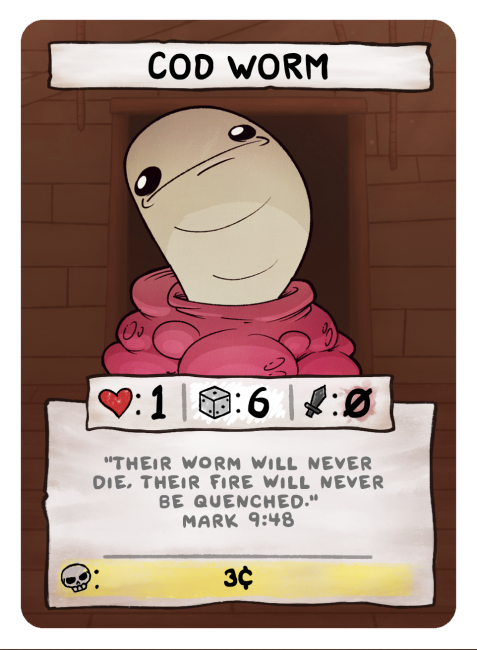 COD WORM
:1 :6 :0
"THEIR WORM WILL NEVER
DIE, THEIR FIRE WILL NEVER
BE QUENCHED."
MARK 9:48
: 3¢